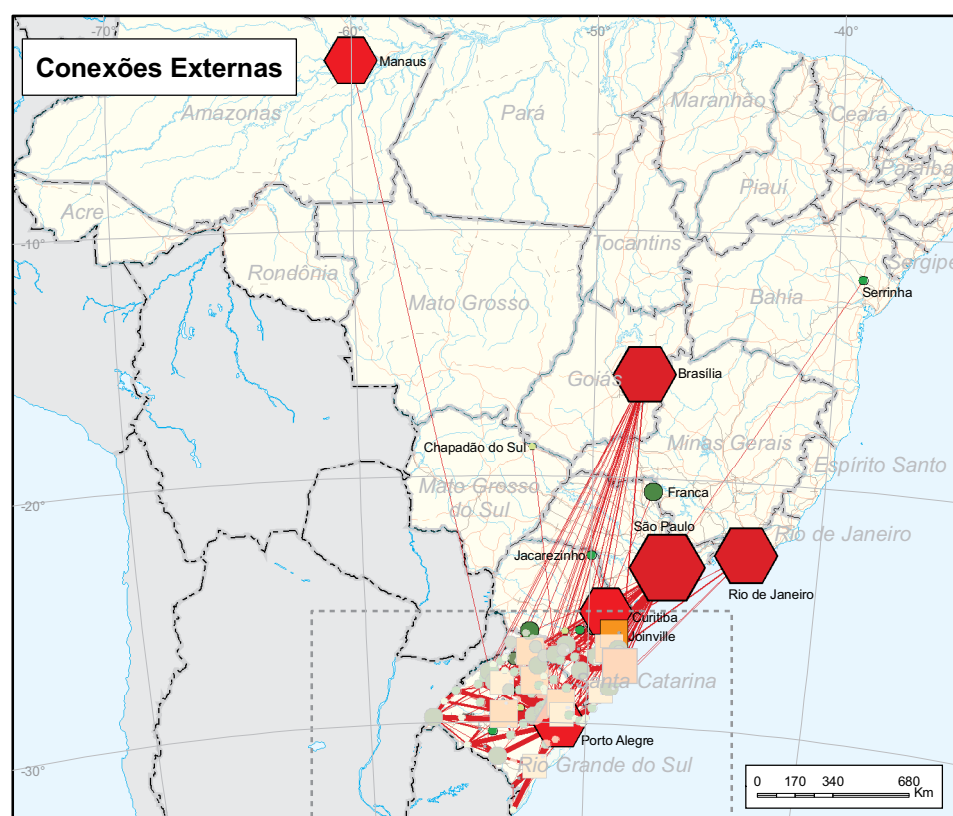 -70°
-60°
-50°
-40°
Conexões Externas
Manaus
Amazonas
Pará
Maranhão
Ceará
Paraíba
Piauí
Acre
-10°
Rondônia
Tocantins
Sergipe
Mato Grosso
Bahia
Serrinha
Goiás
Brasília
Chapadão do Sul
Minas Gerais
Espírito Santo
Mato Grosso
do Sul
-20°
Franca
São Paulo
Rio de Janeiro
Jacarezinho
Rio de Janeiro
Curitiba
Joinville
Santa Catarina
Porto Alegre
Rio Grande do Sul
-30°
0 170 340 680
Km